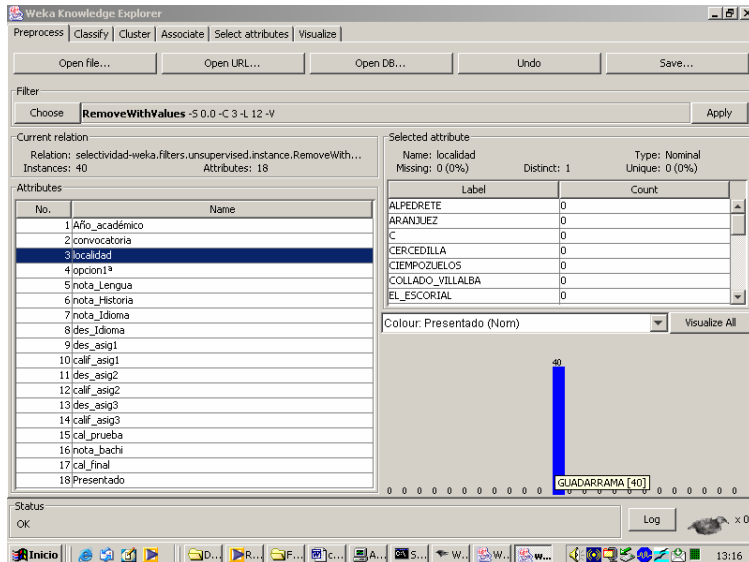 Weka Knowledge Explorer
Preprocess Classify Cluster Associate Select attributes Visualize
Open file... Open URL... Open DB... Undo Save...
Filter
Choose RemoveWithValues -S 0.0 -C 3 -L 12 -V Apply
Current relation
Relation: selectividad-weka.filters.unsupervised.instance.RemoveWith...
Instances: 40 Attributes: 18
Attributes
No. Name
1 Año_académico
2 convocatoria
3 localidad
4 opcion1ª
5 nota_Lengua
6 nota_Historia
7 nota_Idioma
8 des_Idioma
9 des_asig1
10 calif_asig1
11 des_asig2
12 calif_asig2
13 des_asig3
14 calif_asig3
15 cal_prueba
16 nota_bachi
17 cal_final
18 Presentado
Selected attribute
Name: localidad Type: Nominal
Missing: 0 (0%) Distinct: 1 Unique: 0 (0%)
Label Count
ALPEDRETE 0
ARANJUEZ 0
C 0
CERCEDILLA 0
CIEMPOZUELOS 0
COLLADO_VILLALBA 0
EL_ESCORIAL 0
Colour: Presentado (Nom) Visualize All
40
GUADARRAMA [40]
0 0 0 0 0 0 0 0 0 0 0 0 0 0 0 0 0 0 0 0 0 0 0
Status
OK Log x 0
Inicio D... R... F... c... A... S... W... W... w... 13:16